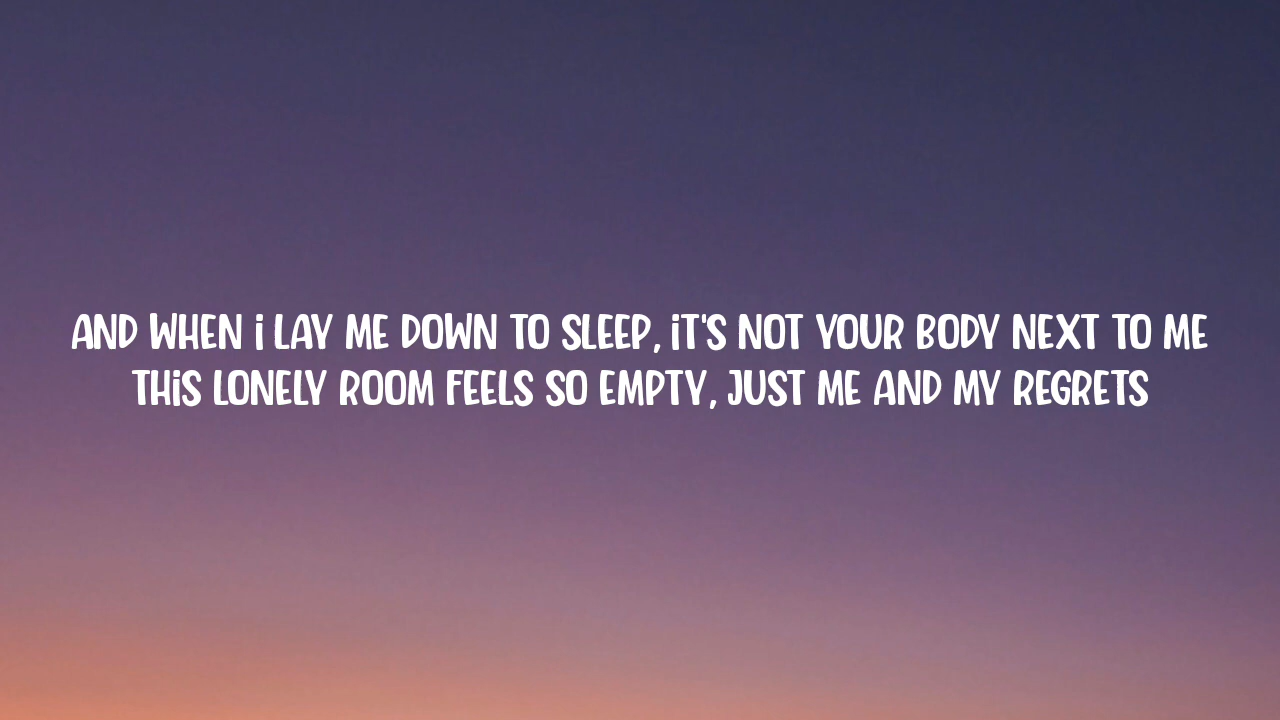 AND WHEN i LAY ME DOWN TO SLEEP, iT'S NOT YOUR BODY NEXT TO ME
THiS LONELY ROOM FEELS SO EMPTY, JUST ME AND MY REGRETS